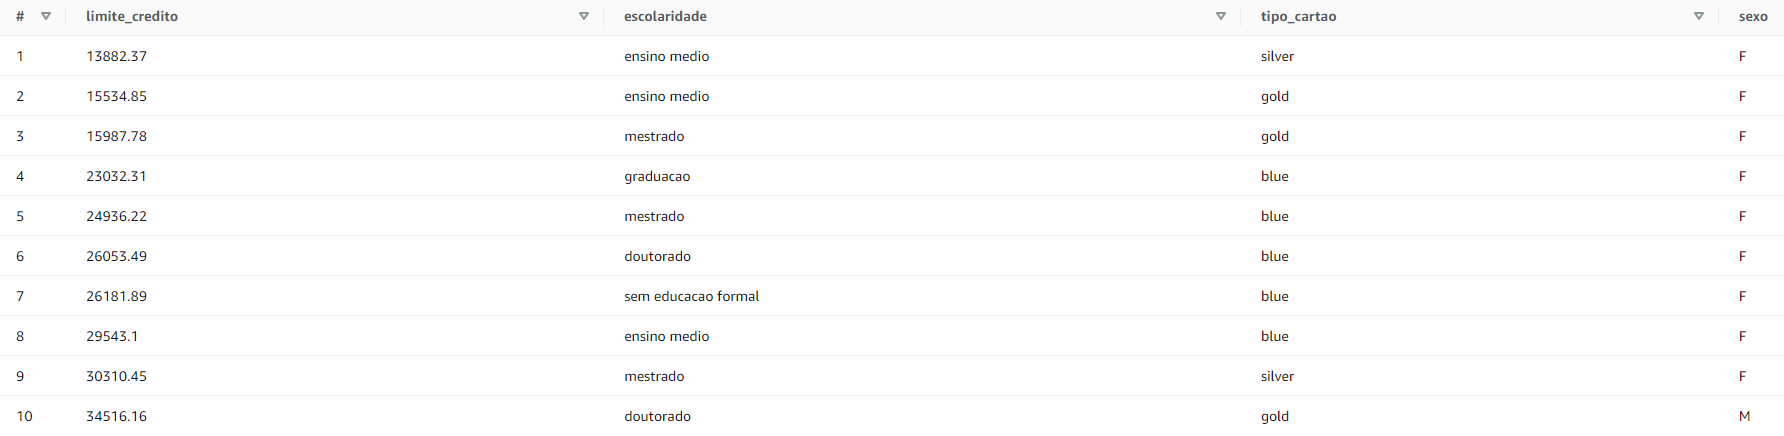 # limite_credito escolaridade tipo_cartao sexo
1 13882.37 ensino medio silver F
2 15534.85 ensino medio gold F
3 15987.78 mestrado gold F
4 23032.31 graduacao blue F
5 24936.22 mestrado blue F
6 26053.49 doutorado blue F
7 26181.89 sem educacao formal blue F
8 29543.1 ensino medio blue F
9 30310.45 mestrado silver F
10 34516.16 doutorado gold M